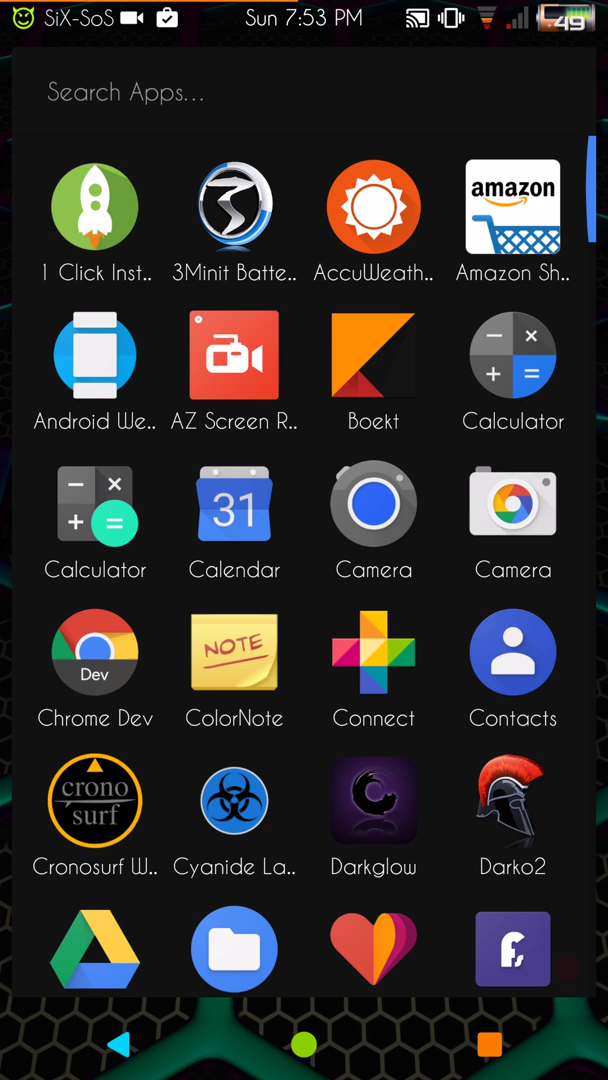 SiX-SoS Sun 7:53 PM 49
Search Apps...
amazon
1 Click Inst.. 3Minit Batte.. AccuWeath.. Amazon Sh..
Android We.. AZ Screen R.. Boekt Calculator
31
Calculator Calendar Camera Camera
Dev NOTE
Chrome Dev ColorNote Connect Contacts
crono
surf
Cronosurf W.. Cyanide La.. Darkglow Darko2